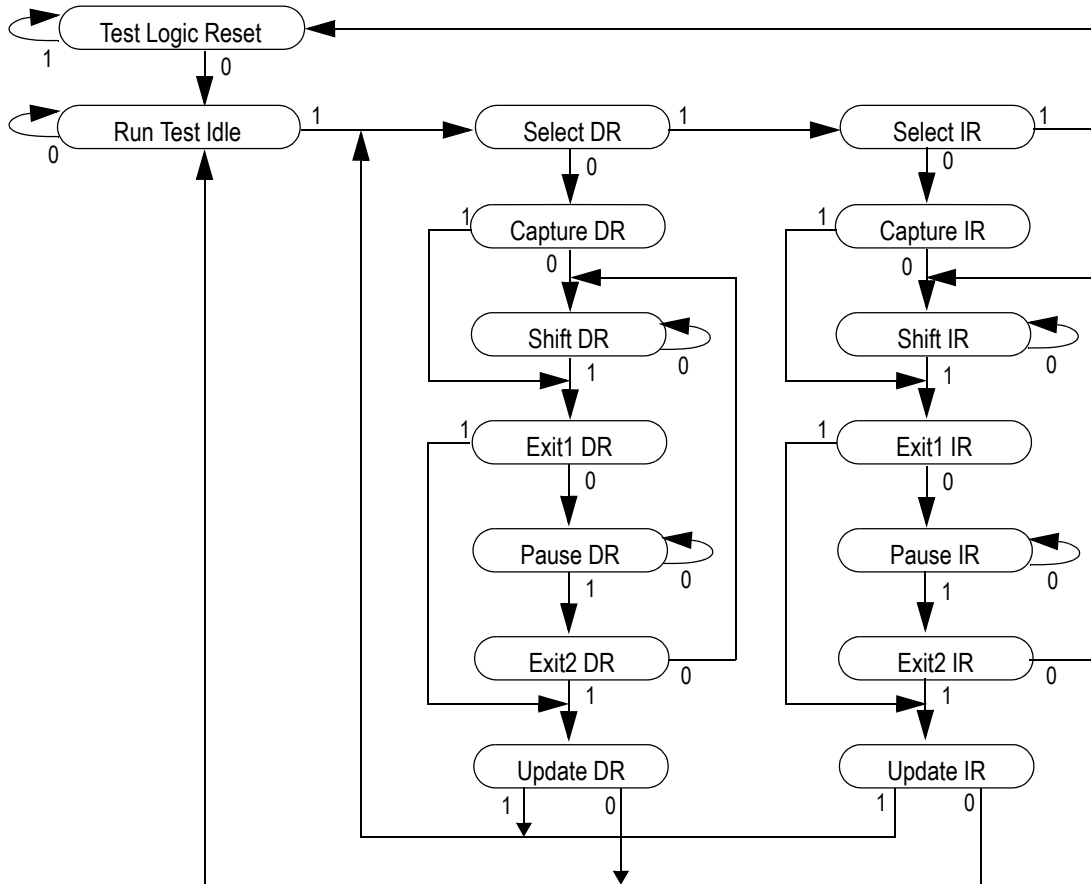 Test Logic Reset
1
0
Run Test Idle
0
1
Select DR
1
0
Select IR
1
0
1
Capture DR
0
1
Capture IR
0
Shift DR
0
1
Shift IR
0
1
1
Exit1 DR
0
1
Exit1 IR
0
Pause DR
0
1
Pause IR
0
1
Exit2 DR
0
1
Exit2 IR
0
1
Update DR
1
0
Update IR
1
0